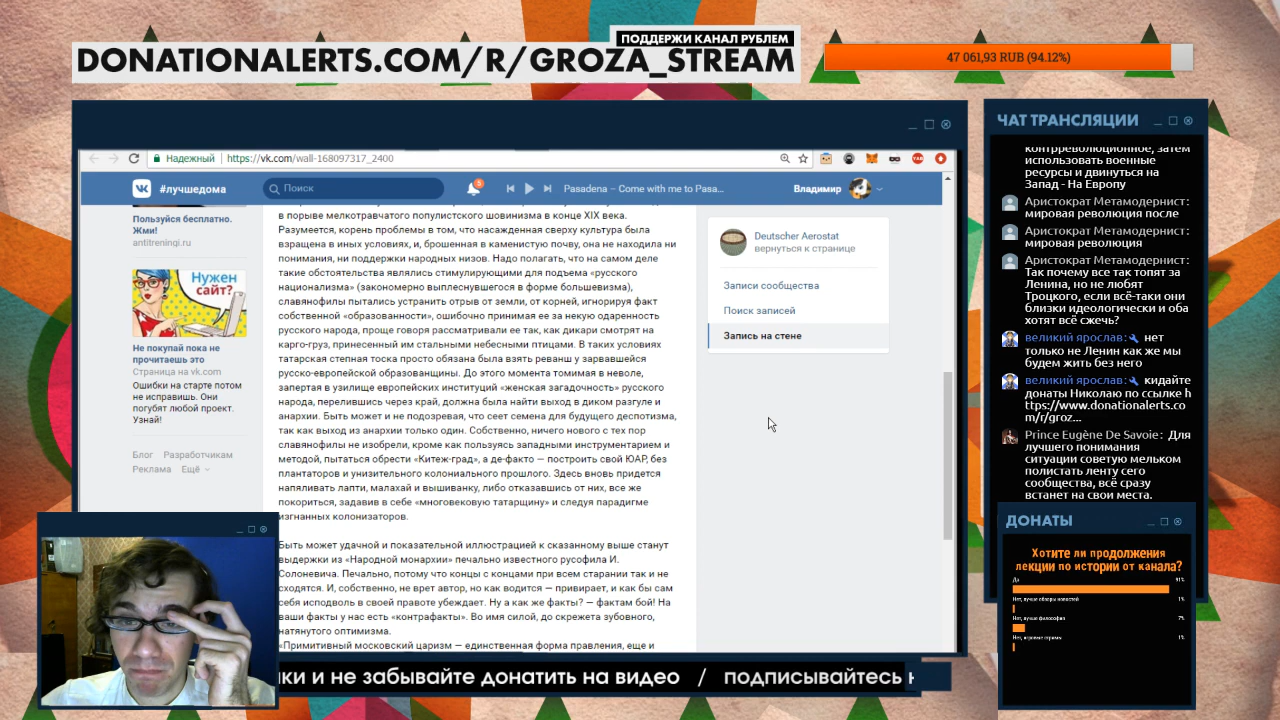 ПОДДЕРЖИ КАНАЛ РУБЛЕМ
DONATIONALERTS.COM/R/GROZA_STREAM
47 061,93 RUB (94.12%)
Надежный
https://vk.com/wall-168097317_2400
#лучшедома
Поиск
Pasadena – Come with me to Pasa...
Владимир
Пользуйся бесплатно.
Жми!
antitreningi.ru
Нужен
сайт?
Не покупай пока не
прочитаешь это
Страница на vk.com
Ошибки на старте потом
не исправишь. Они
погубят любой проект.
Узнай!
Блог Разработчикам
Реклама Ещё
в порыве мелкотравчатого популистского шовинизма в конце XIX века.
Разумеется, корень проблемы в том, что насажденная сверху культура была
взращена в иных условиях, и, брошенная в каменистую почву, она не находила ни
понимания, ни поддержки народных низов. Надо полагать, что на самом деле
такие обстоятельства являлись стимулирующими для подъема «русского
национализма» (закономерно выплеснувшегося в форме большевизма),
славянофилы пытались устранить отрыв от земли, от корней, игнорируя факт
собственной «образованности», ошибочно принимая ее за некую одаренность
русского народа, проще говоря рассматривали ее так, как дикари смотрят на
карго-груз, принесенный им стальными небесными птицами. В таких условиях
татарская степная тоска просто обязана была взять реванш у зарвавшейся
русско-европейской образованщины. До этого момента томимая в неволе,
запертая в узилище европейских институций «женская загадочность» русского
народа, перелившись через край, должна была найти выход в диком разгуле и
анархии. Быть может и не подозревая, что сеет семена для будущего деспотизма,
так как выход из анархии только один. Собственно, ничего нового с тех пор
славянофилы не изобрели, кроме как пользуясь западными инструментарием и
методой, пытаться обрести «Китеж-град», а де-факто — построить свой ЮАР, без
плантаторов и унизительного колониального прошлого. Здесь вновь придется
напяливать лапти, малахай и вышиванку, либо отказавшись от них, все же
покориться, задавив в себе «многовековую татарщину» и следуя парадигме
изгнанных колонизаторов.
Быть может удачной и показательной иллюстрацией к сказанному выше станут
выдержки из «Народной монархии» печально известного русофила И.
Солоневича. Печально, потому что концы с концами при всем старании так и не
сходятся. И, собственно, не врет автор, но как водится — привирает, и как бы сам
себя исподволь в своей правоте убеждает. Ну а как же факты? — фактам бой! На
ваши факты у нас есть «контрафакты». Во имя силой, до скрежета зубовного,
натянутого оптимизма.
«Примитивный московский царизм — единственная форма правления, еще и
Deutscher Aerostat
вернуться к странице
Записи сообщества
Поиск записей
Запись на стене
ЧАТ ТРАНСЛЯЦИИ
контрреволюционное, затем
использовать военные
ресурсы и двинуться на
Запад - На Европу
Аристократ Метамодернист:
мировая революция после
Аристократ Метамодернист:
мировая революция
Аристократ Метамодернист:
Так почему все так топят за
Ленина, но не любят
Троцкого, если всё-таки они
близки идеологически и оба
хотят всё сжечь?
великий ярослав: нет
только не Ленин как же мы
будем жить без него
великий ярослав: кидайте
донаты Николаю по ссылке h
ttps://www.donationalerts.co
m/r/groz...
Prince Eugène De Savoie: Для
лучшего понимания
ситуации советую мельком
полистать ленту сего
сообщества, всё сразу
встанет на свои места.
ДОНАТЫ
Хотите ли продолжения
лекции по истории от канала?
Да 91%
Нет, лучше обзоры новостей 1%
Нет, лучше философия 7%
Нет, игровые стримы 1%
ки и не забывайте донатить на видео / подписывайтесь н